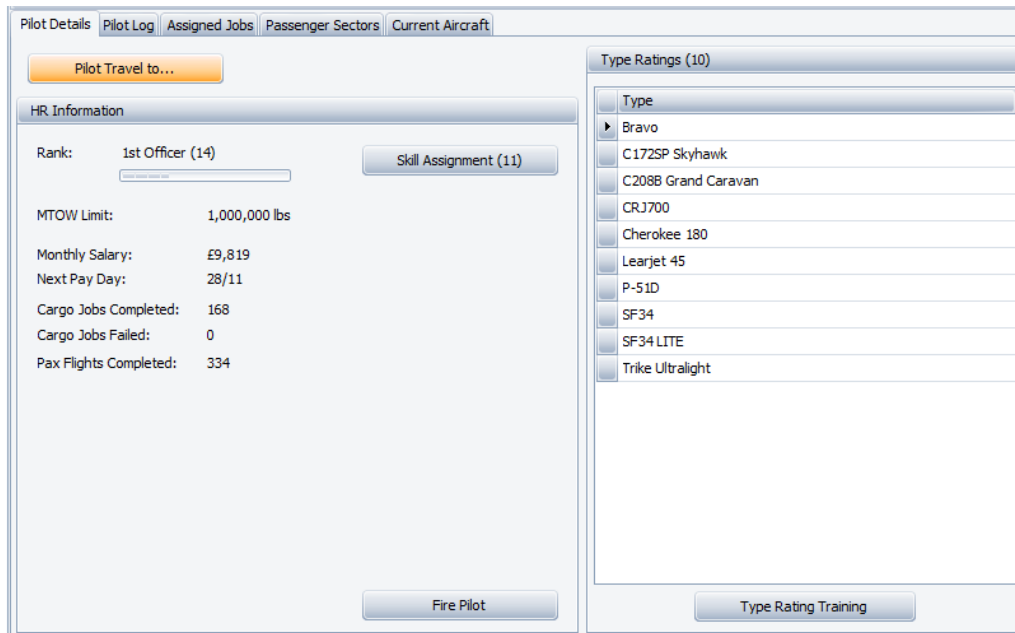 Pilot Details Pilot Log Assigned Jobs Passenger Sectors Current Aircraft
Pilot Travel to...
HR Information
Rank: 1st Officer (14)
Skill Assignment (11)
MTOW Limit: 1,000,000 lbs
Monthly Salary: £9,819
Next Pay Day: 28/11
Cargo Jobs Completed: 168
Cargo Jobs Failed: 0
Pax Flights Completed: 334
Fire Pilot
Type Ratings (10)
Type
Bravo
C172SP Skyhawk
C208B Grand Caravan
CRJ700
Cherokee 180
Learjet 45
P-51D
SF34
SF34 LITE
Trike Ultralight
Type Rating Training